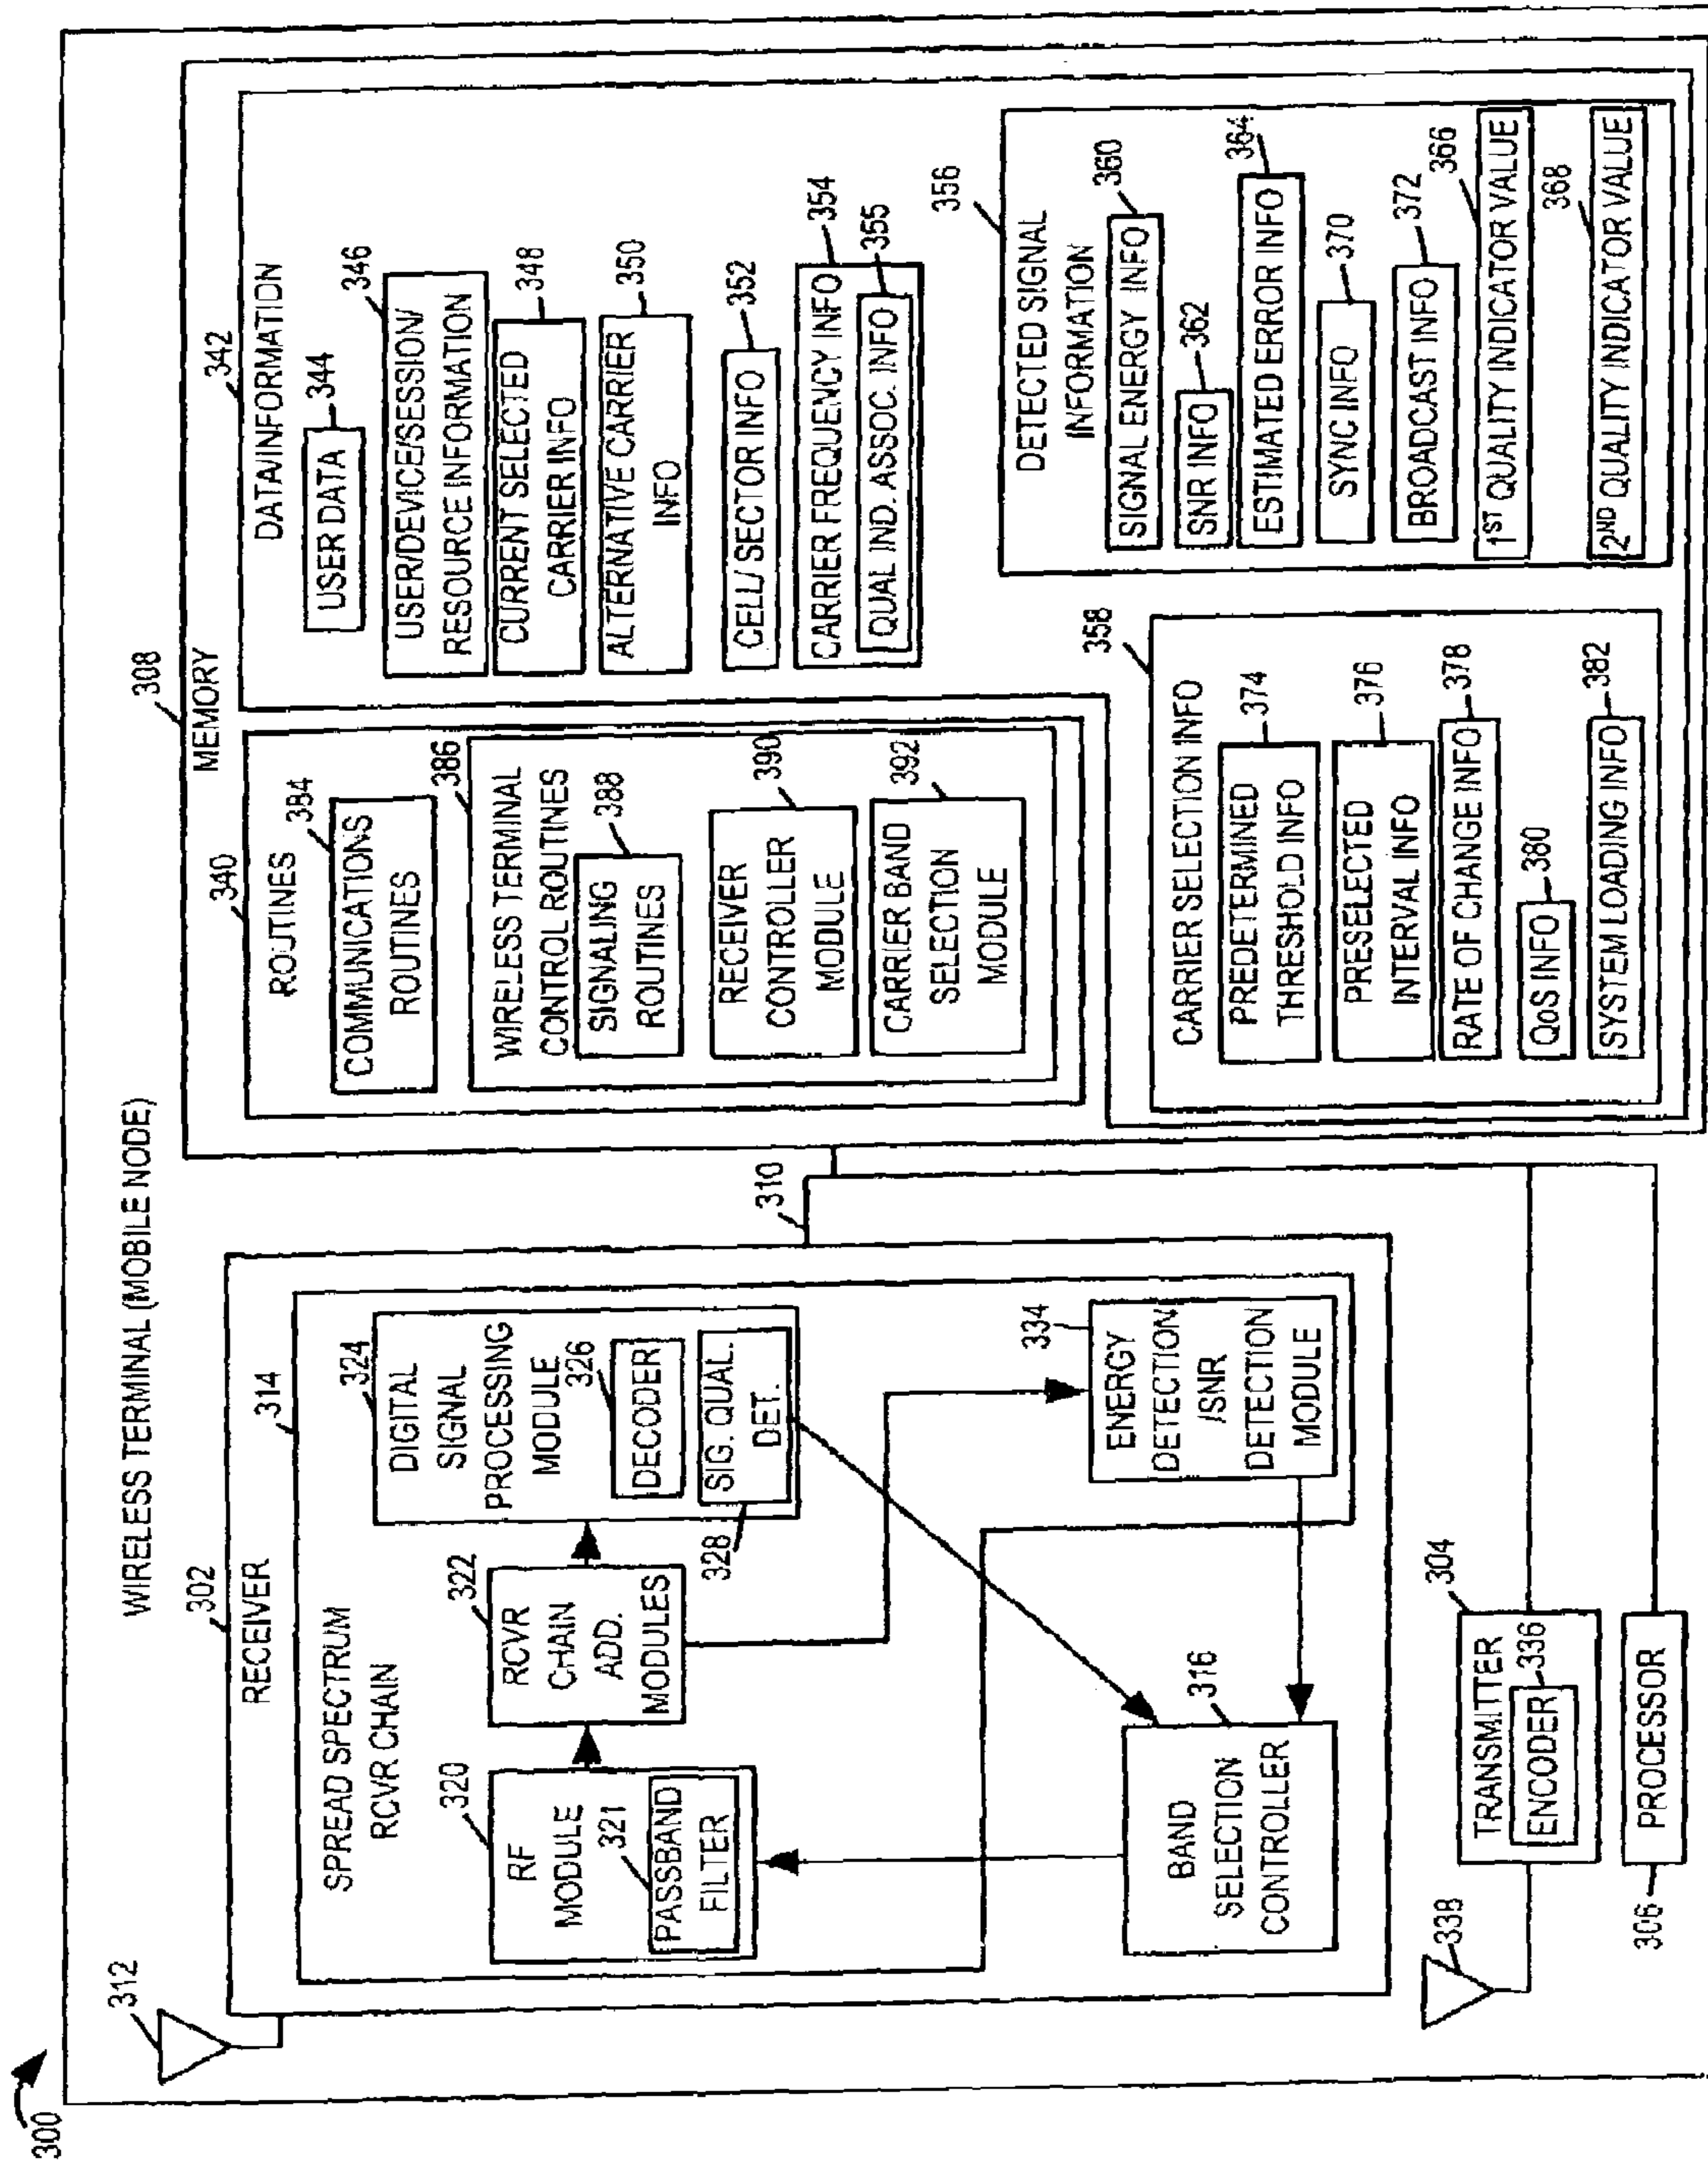 300
WIRELESS TERMINAL (MOBILE NODE)
312
302
RECEIVER
314
SPREAD SPECTRUM
RCVR CHAIN
320
RF
MODULE
321
PASSBAND
FILTER
322
RCVR
CHAIN
ADD.
MODULES
324
DIGITAL
SIGNAL
PROCESSING
MODULE
326
DECODER
SIG. QUAL.
DET.
328
334
ENERGY
DETECTION
/SNR
DETECTION
MODULE
316
BAND
SELECTION
CONTROLLER
310
304
TRANSMITTER
336
ENCODER
338
PROCESSOR
306
308
MEMORY
340
ROUTINES
384
COMMUNICATIONS
ROUTINES
386
WIRELESS TERMINAL
CONTROL ROUTINES
388
SIGNALING
ROUTINES
390
RECEIVER
CONTROLLER
MODULE
392
CARRIER BAND
SELECTION
MODULE
342
DATA/INFORMATION
344
USER DATA
346
USER/DEVICE/SESSION/
RESOURCE INFORMATION
348
CURRENT SELECTED
CARRIER INFO
350
ALTERNATIVE CARRIER
INFO
352
CELL/SECTOR INFO
354
CARRIER FREQUENCY INFO
355
QUAL IND. ASSOC. INFO
356
DETECTED SIGNAL
INFORMATION
360
SIGNAL ENERGY INFO
362
SNR INFO
364
ESTIMATED ERROR INFO
370
SYNC INFO
372
BROADCAST INFO
366
1ST QUALITY INDICATOR VALUE
368
2ND QUALITY INDICATOR VALUE
358
CARRIER SELECTION INFO
374
PREDETERMINED
THRESHOLD INFO
376
PRESELECTED
INTERVAL INFO
378
RATE OF CHANGE INFO
380
QoS INFO
382
SYSTEM LOADING INFO